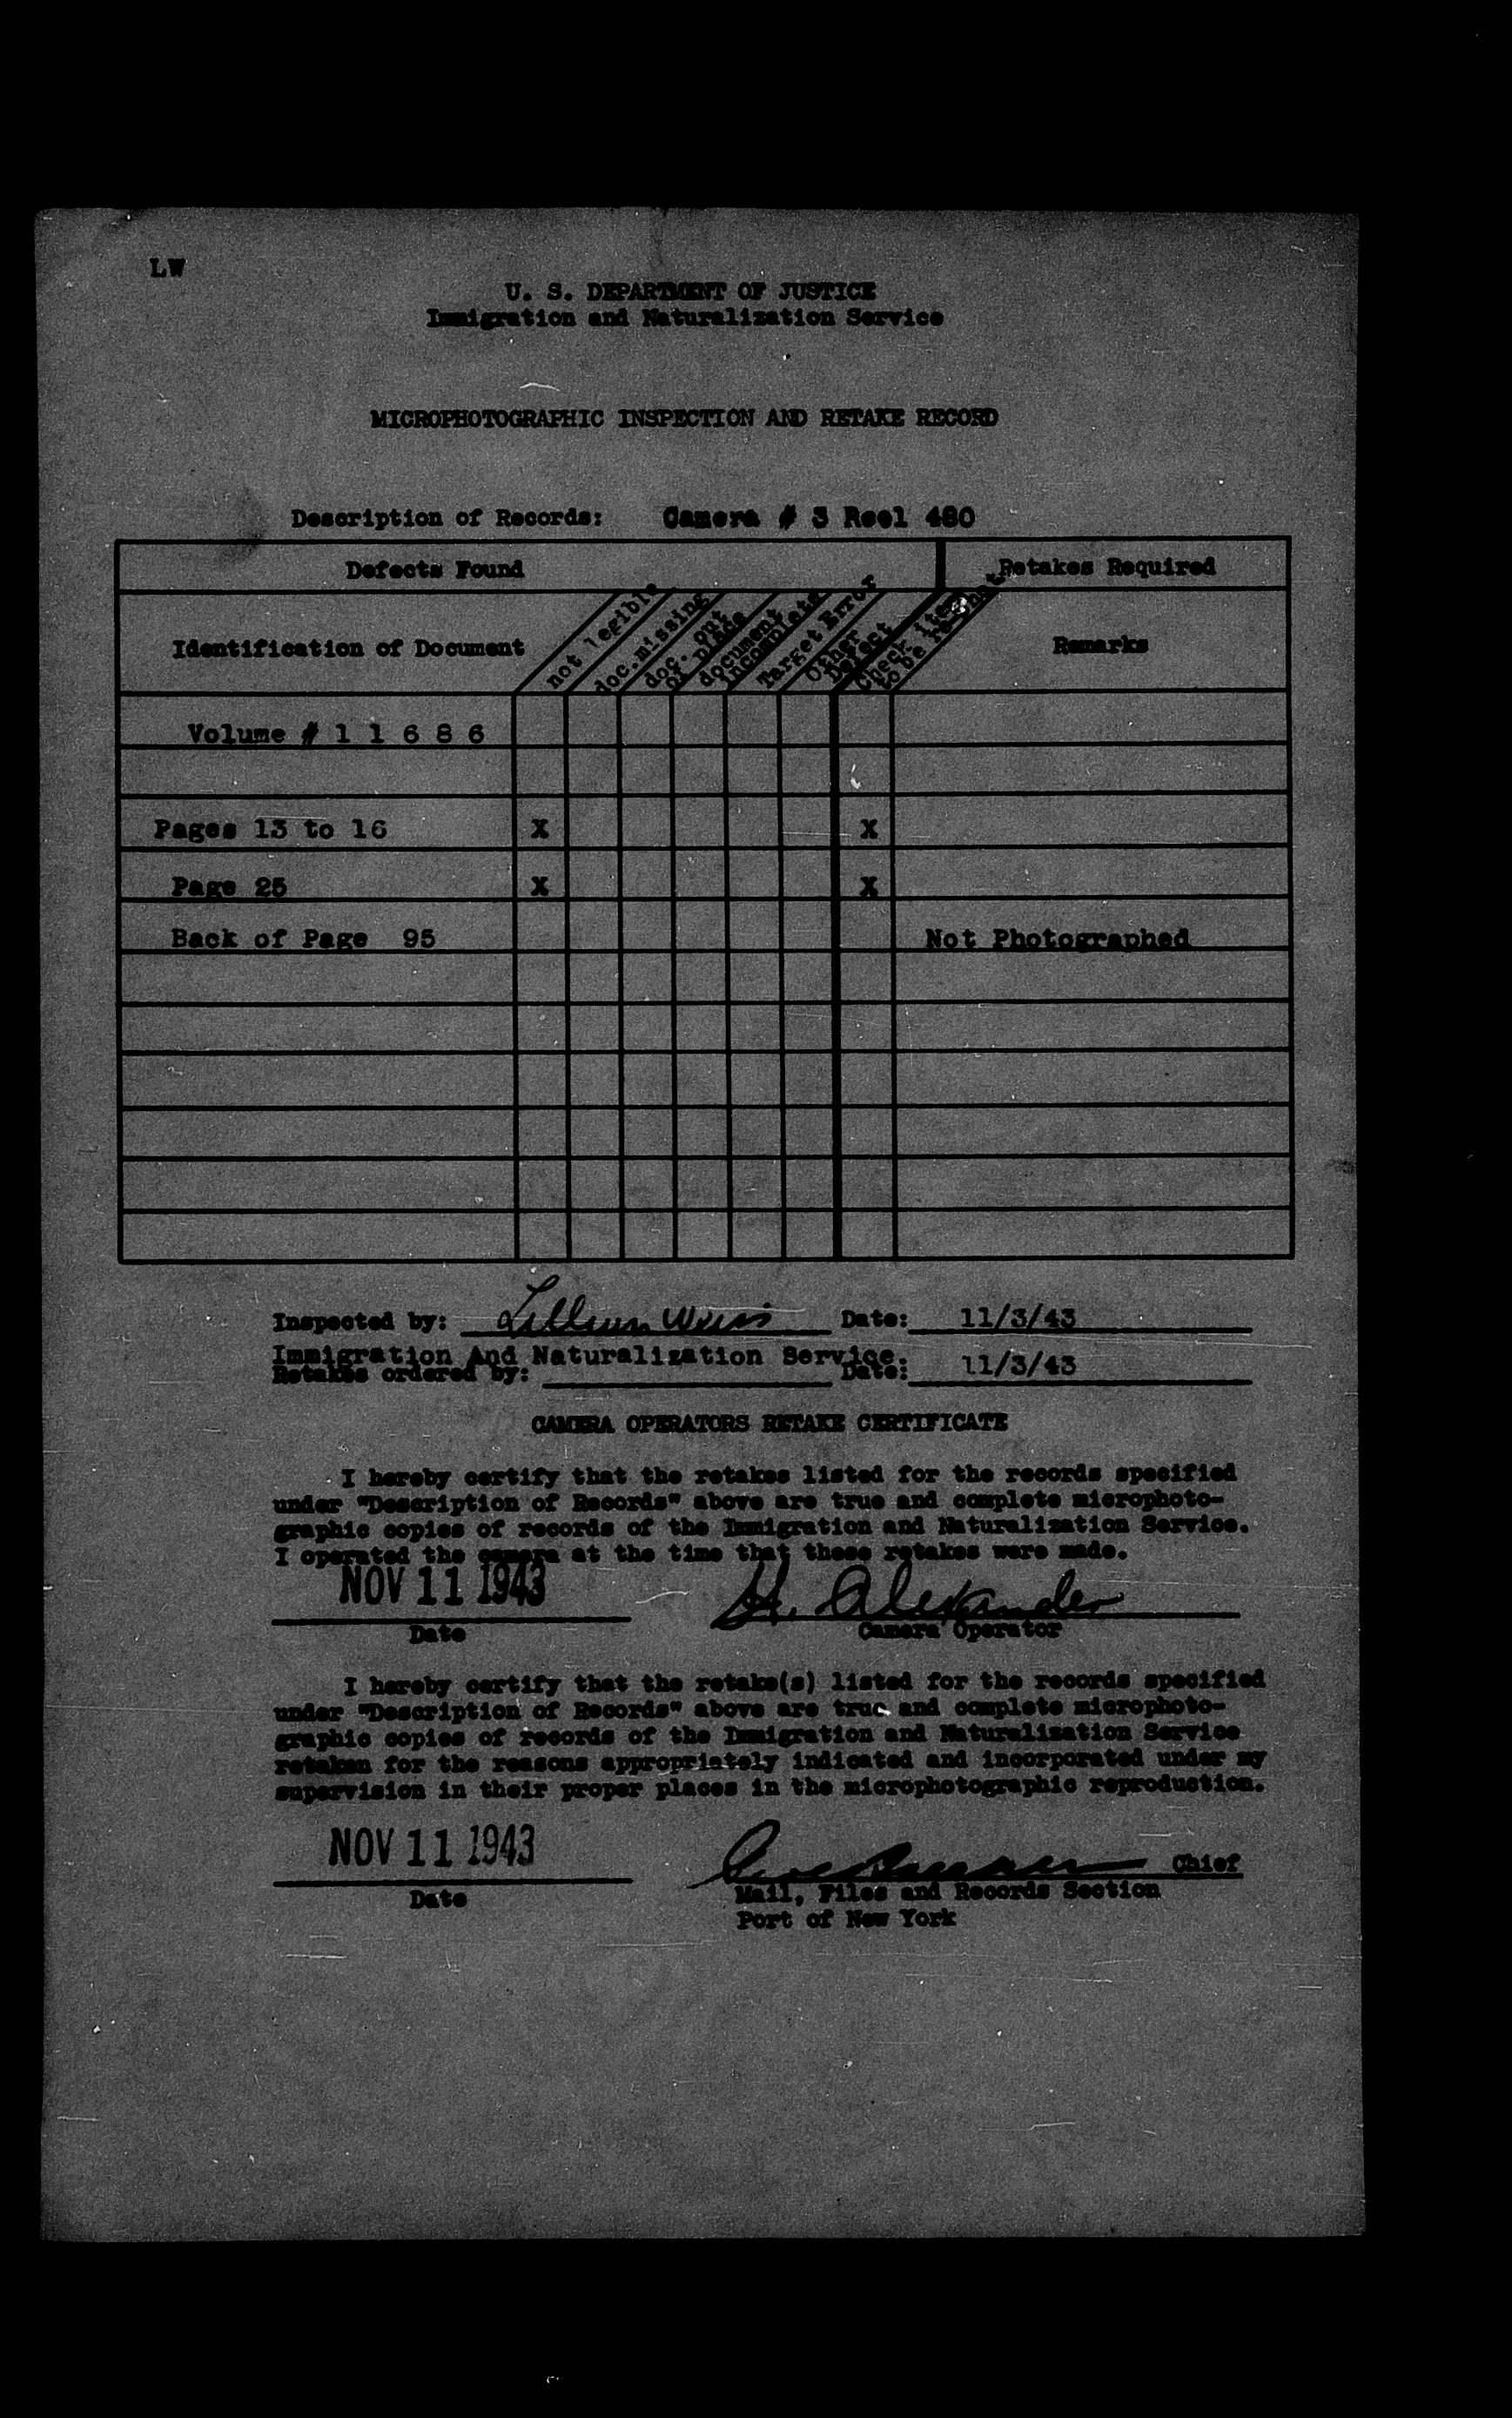 LW
U. S. DEPARTMENT OF JUSTICE
Immigration and Naturalization Service
MICROPHOTOGRAPHIC INSPECTION AND RETAKE RECORD
Description of Records: Camera # 3 Reel 480
Defects Found Retakes Required
Identification of Document
not legible
doc. missing
doc. out
of place
document
incomplete
Target Error
Other
Defect
Check item
to be re-shot
Remarks
Volume # 1 1 6 8 6
Pages 13 to 16 X X
Page 25 X X
Back of Page 95 Not Photographed
Inspected by: Lillian Weiss Date: 11/3/43
Immigration And Naturalization Service.
Retakes ordered by: Date: 11/3/43
CAMERA OPERATORS RETAKE CERTIFICATE
I hereby certify that the retakes listed for the records specified
under "Description of Records" above are true and complete microphoto-
graphic copies of records of the Immigration and Naturalization Service.
I operated the camera at the time that these retakes were made.
NOV 11 1943 H. Alexander
Date Camera Operator
I hereby certify that the retake(s) listed for the records specified
under "Description of Records" above are true and complete microphoto-
graphic copies of records of the Immigration and Naturalization Service
retaken for the reasons appropriately indicated and incorporated under my
supervision in their proper places in the microphotographic reproduction.
NOV 11 1943 Chief
Date Mail, Files and Records Section
Port of New York